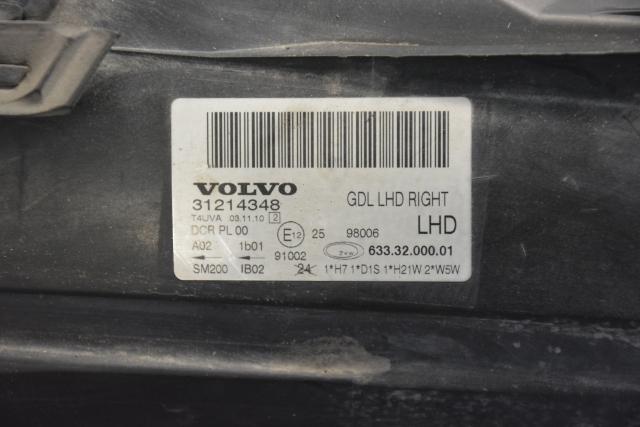 VOLVO
31214348
GDL LHD RIGHT
T4UVA 03.11.10 2
LHD
DCR PL 00 E12 25 98006
A02 1b01 91002 ZKW 633.32.000.01
SM200 IB02 24 1*H7 1*D1S 1*H21W 2*W5W